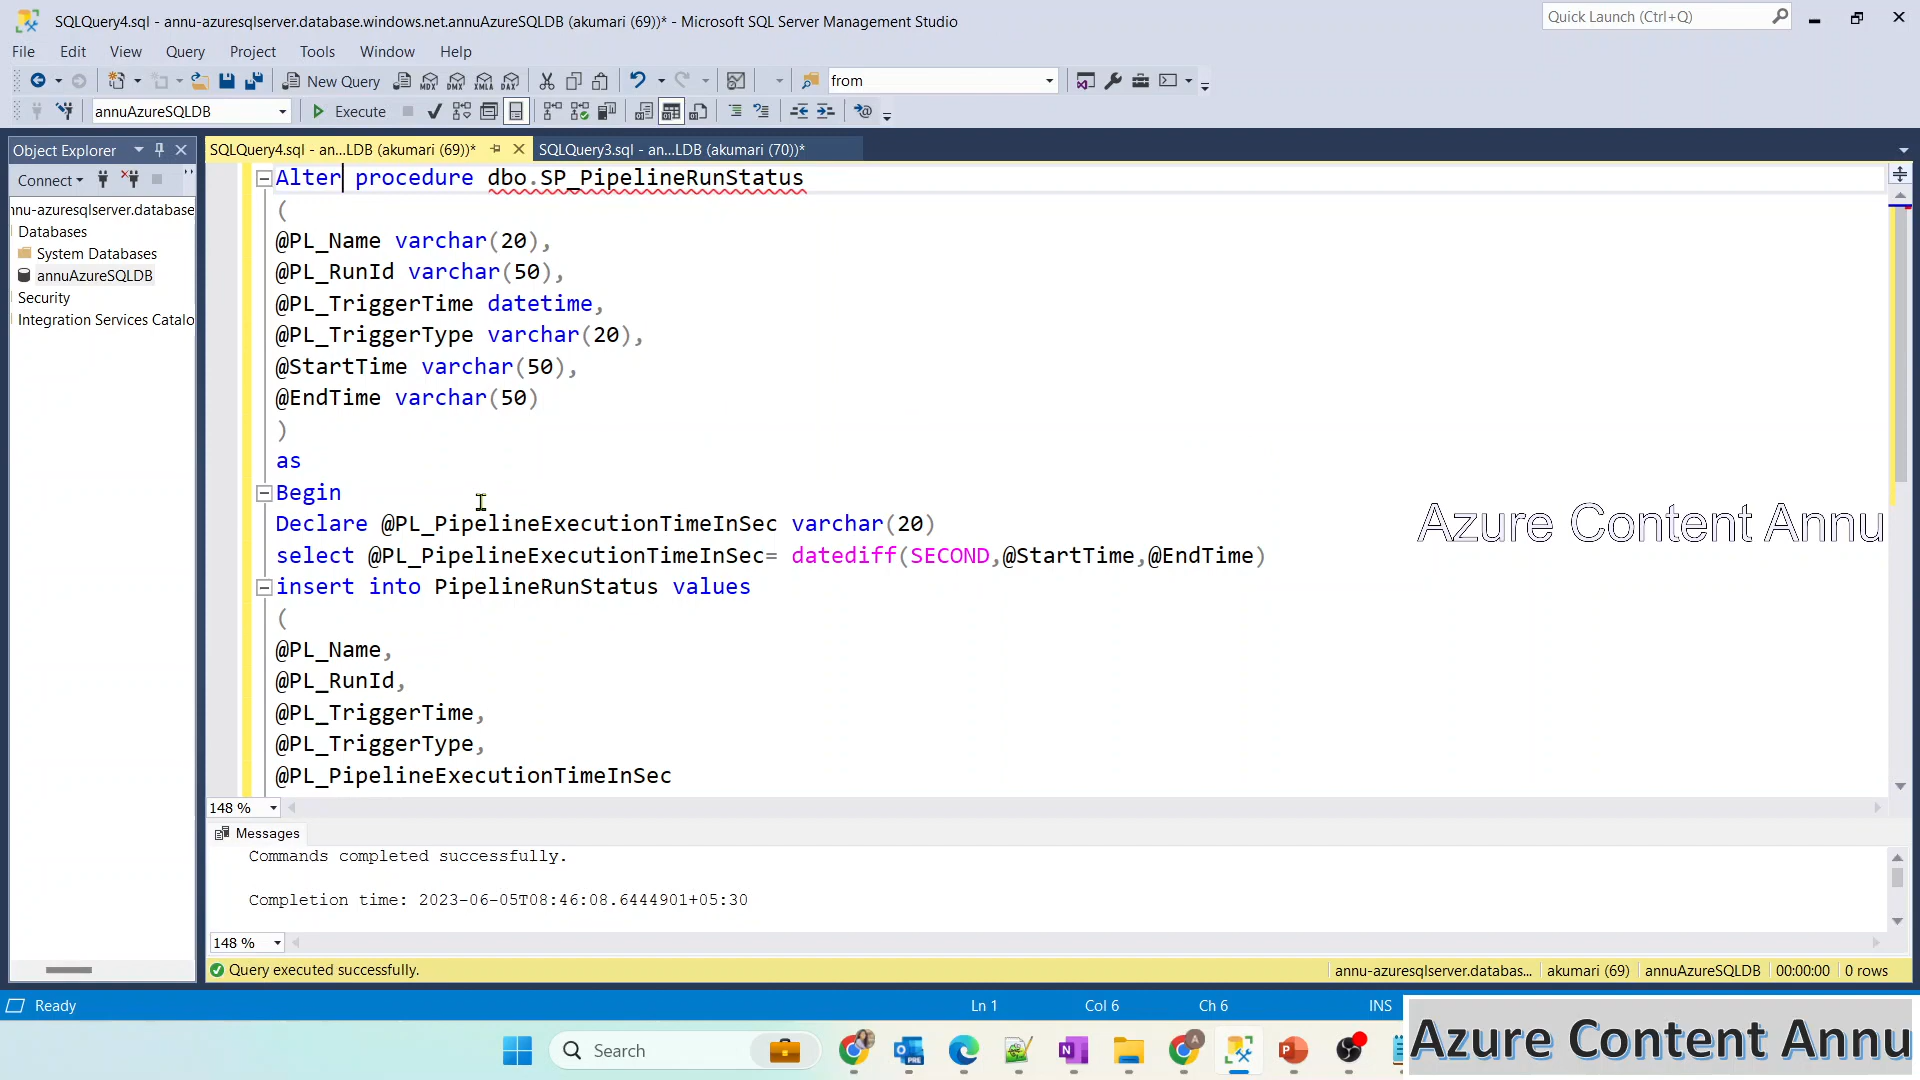 SQLQuery4.sql - annu-azuresqlserver.database.windows.net.annuAzureSQLDB (akumari (69))* - Microsoft SQL Server Management Studio
Quick Launch (Ctrl+Q)
File Edit View Query Project Tools Window Help
New Query
MDX DMX XMLA DAX
from
annuAzureSQLDB
Execute
Object Explorer
SQLQuery4.sql - an...LDB (akumari (69))*
SQLQuery3.sql - an...LDB (akumari (70))*
Connect
nnu-azuresqlserver.database
Databases
System Databases
annuAzureSQLDB
Security
Integration Services Catalo
Alter procedure dbo.SP_PipelineRunStatus
(
@PL_Name varchar(20),
@PL_RunId varchar(50),
@PL_TriggerTime datetime,
@PL_TriggerType varchar(20),
@StartTime varchar(50),
@EndTime varchar(50)
)
as
Begin
Declare @PL_PipelineExecutionTimeInSec varchar(20)
select @PL_PipelineExecutionTimeInSec= datediff(SECOND,@StartTime,@EndTime)
insert into PipelineRunStatus values
(
@PL_Name,
@PL_RunId,
@PL_TriggerTime,
@PL_TriggerType,
@PL_PipelineExecutionTimeInSec
Azure Content Annu
148 %
Messages
Commands completed successfully.
Completion time: 2023-06-05T08:46:08.6444901+05:30
148 %
Query executed successfully.
annu-azuresqlserver.databas... akumari (69) annuAzureSQLDB 00:00:00 0 rows
Ready
Ln 1
Col 6
Ch 6
INS
Search
Azure Content Annu